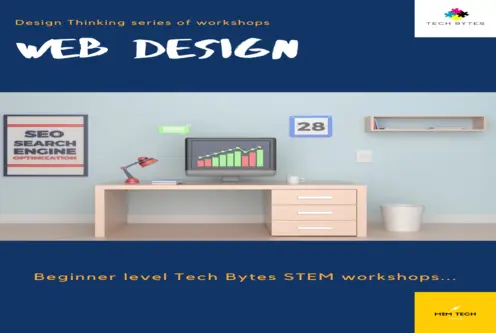 Design Thinking series of workshops
WEB DESIGN
TECH BYTES
SEO
SEARCH
ENGINE
OPTIMIZATION
28
Beginner level Tech Bytes STEM workshops...
MEM TECH